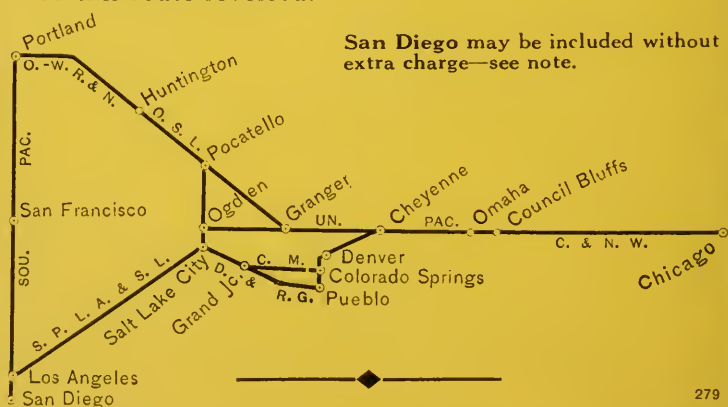 San Diego may be included without
extra charge—see note.
Portland
O.-W. R. & N.
Huntington
O. S. L.
Pocatello
PAC.
San Francisco
SOU.
Ogden
Granger
UN. PAC.
Cheyenne
Omaha
Council Bluffs
C. & N. W.
Chicago
S. P. L. A. & S. L.
Salt Lake City
D. & R. G.
Grand Jc.
C. M.
Denver
Colorado Springs
Pueblo
Los Angeles
San Diego
279